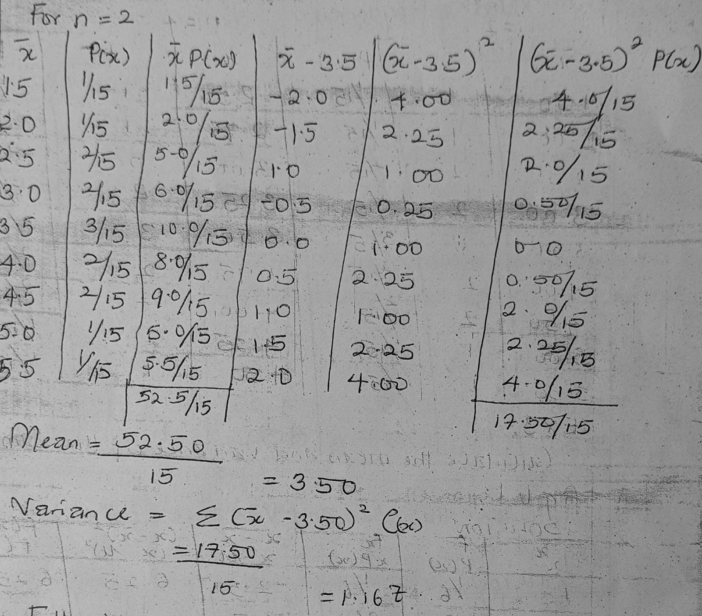 For n = 2
x̄ | P(x) | x̄ P(x) | x̄ - 3.5 | (x̄ - 3.5)² | (x̄ - 3.5)² P(x)
1.5 | 1/15 | 1.5/15 | -2.0 | 4.00 | 4.0/15
2.0 | 1/15 | 2.0/15 | -1.5 | 2.25 | 2.25/15
2.5 | 2/15 | 5.0/15 | 1.0 | 1.00 | 2.0/15
3.0 | 2/15 | 6.0/15 | -0.5 | 0.25 | 0.50/15
3.5 | 3/15 | 10.0/15 | 0.0 | 1.00 | 0.0
4.0 | 2/15 | 8.0/15 | 0.5 | 2.25 | 0.50/15
4.5 | 2/15 | 9.0/15 | 1.0 | 1.00 | 2.0/15
5.0 | 1/15 | 5.0/15 | 1.5 | 2.25 | 2.25/15
5.5 | 1/15 | 5.5/15 | 2.0 | 4.00 | 4.0/15
52.5/15 | 17.50/15
Mean = 52.50
15 = 3.50
Variance = Σ (x̄ - 3.50)² P(x)
= 17.50
15 = 1.167